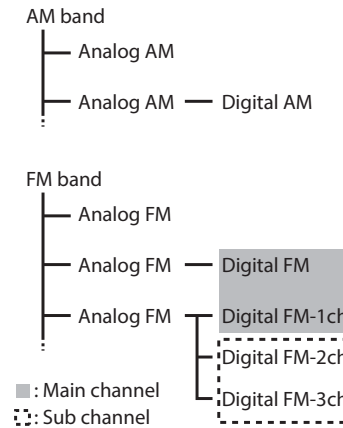 AM band
Analog AM
Analog AM Digital AM
FM band
Analog FM
Analog FM Digital FM
Analog FM Digital FM-1ch
Digital FM-2ch
Digital FM-3ch
: Main channel
: Sub channel